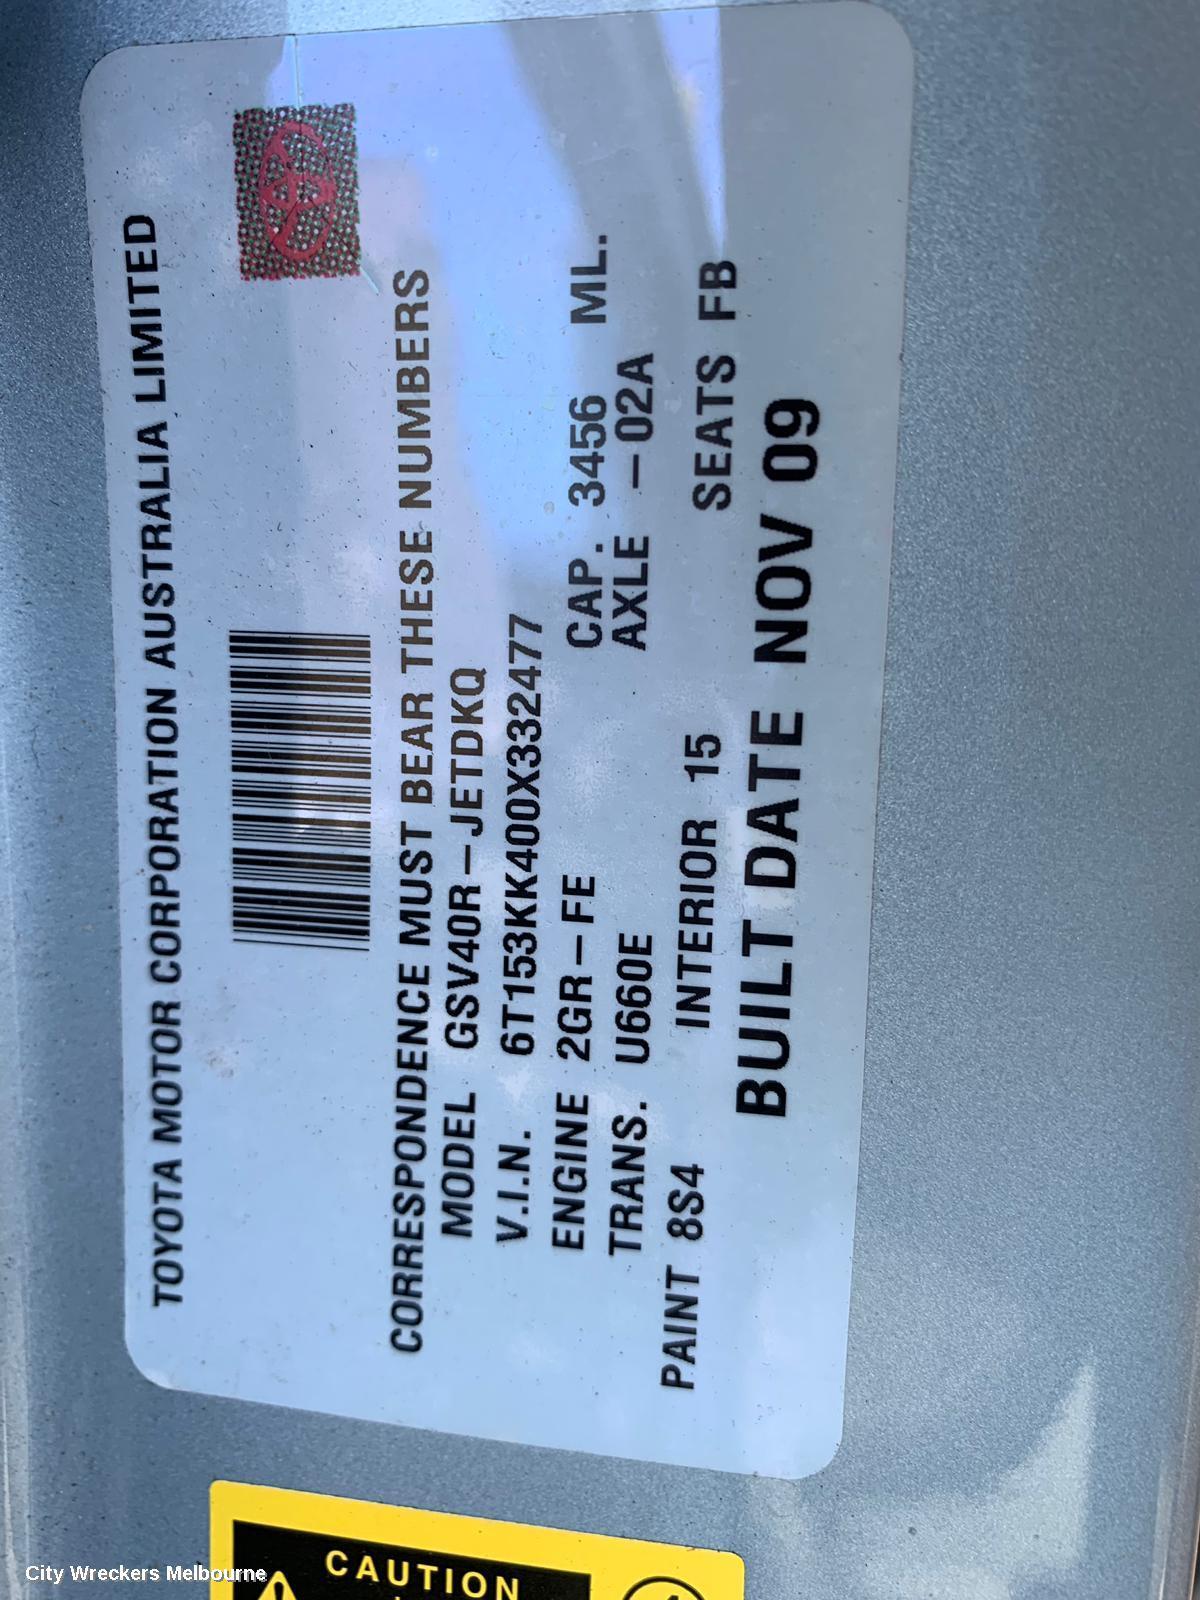 TOYOTA MOTOR CORPORATION AUSTRALIA LIMITED
CORRESPONDENCE MUST BEAR THESE NUMBERS
MODEL GSV40R-JETDKQ
V.I.N. 6T153KK400X332477
ENGINE 2GR-FE CAP. 3456 ML.
TRANS. U660E AXLE -02A
PAINT 8S4 INTERIOR 15 SEATS FB
BUILT DATE NOV 09
CAUTION
City Wreckers Melbourne